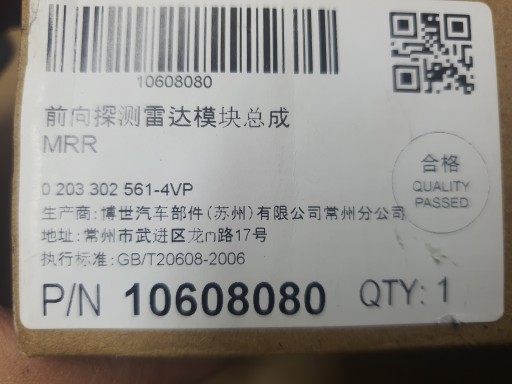 10608080
前向探测雷达模块总成
MRR
合格
QUALITY
PASSED
0 203 302 561-4VP
生产商:博世汽车部件(苏州)有限公司常州分公司
地址:常州市武进区龙门路17号
执行标准:GB/T20608-2006
P/N 10608080 QTY: 1